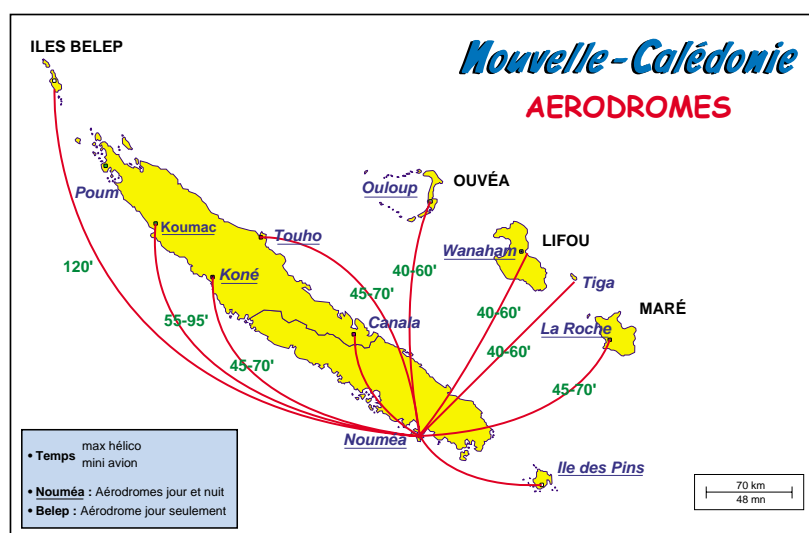 Nouvelle-Calédonie
AERODROMES
ILES BELEP
Poum
Koumac
Touho
Koné
Canala
Ouloup
OUVÉA
Wanaham
LIFOU
Tiga
MARÉ
La Roche
120'
55-95'
45-70'
45-70'
40-60'
40-60'
40-60'
45-70'
Nouméa
Ile des Pins
• Temps max hélico
mini avion
• Nouméa : Aérodromes jour et nuit
• Belep : Aérodrome jour seulement
70 km
48 mn